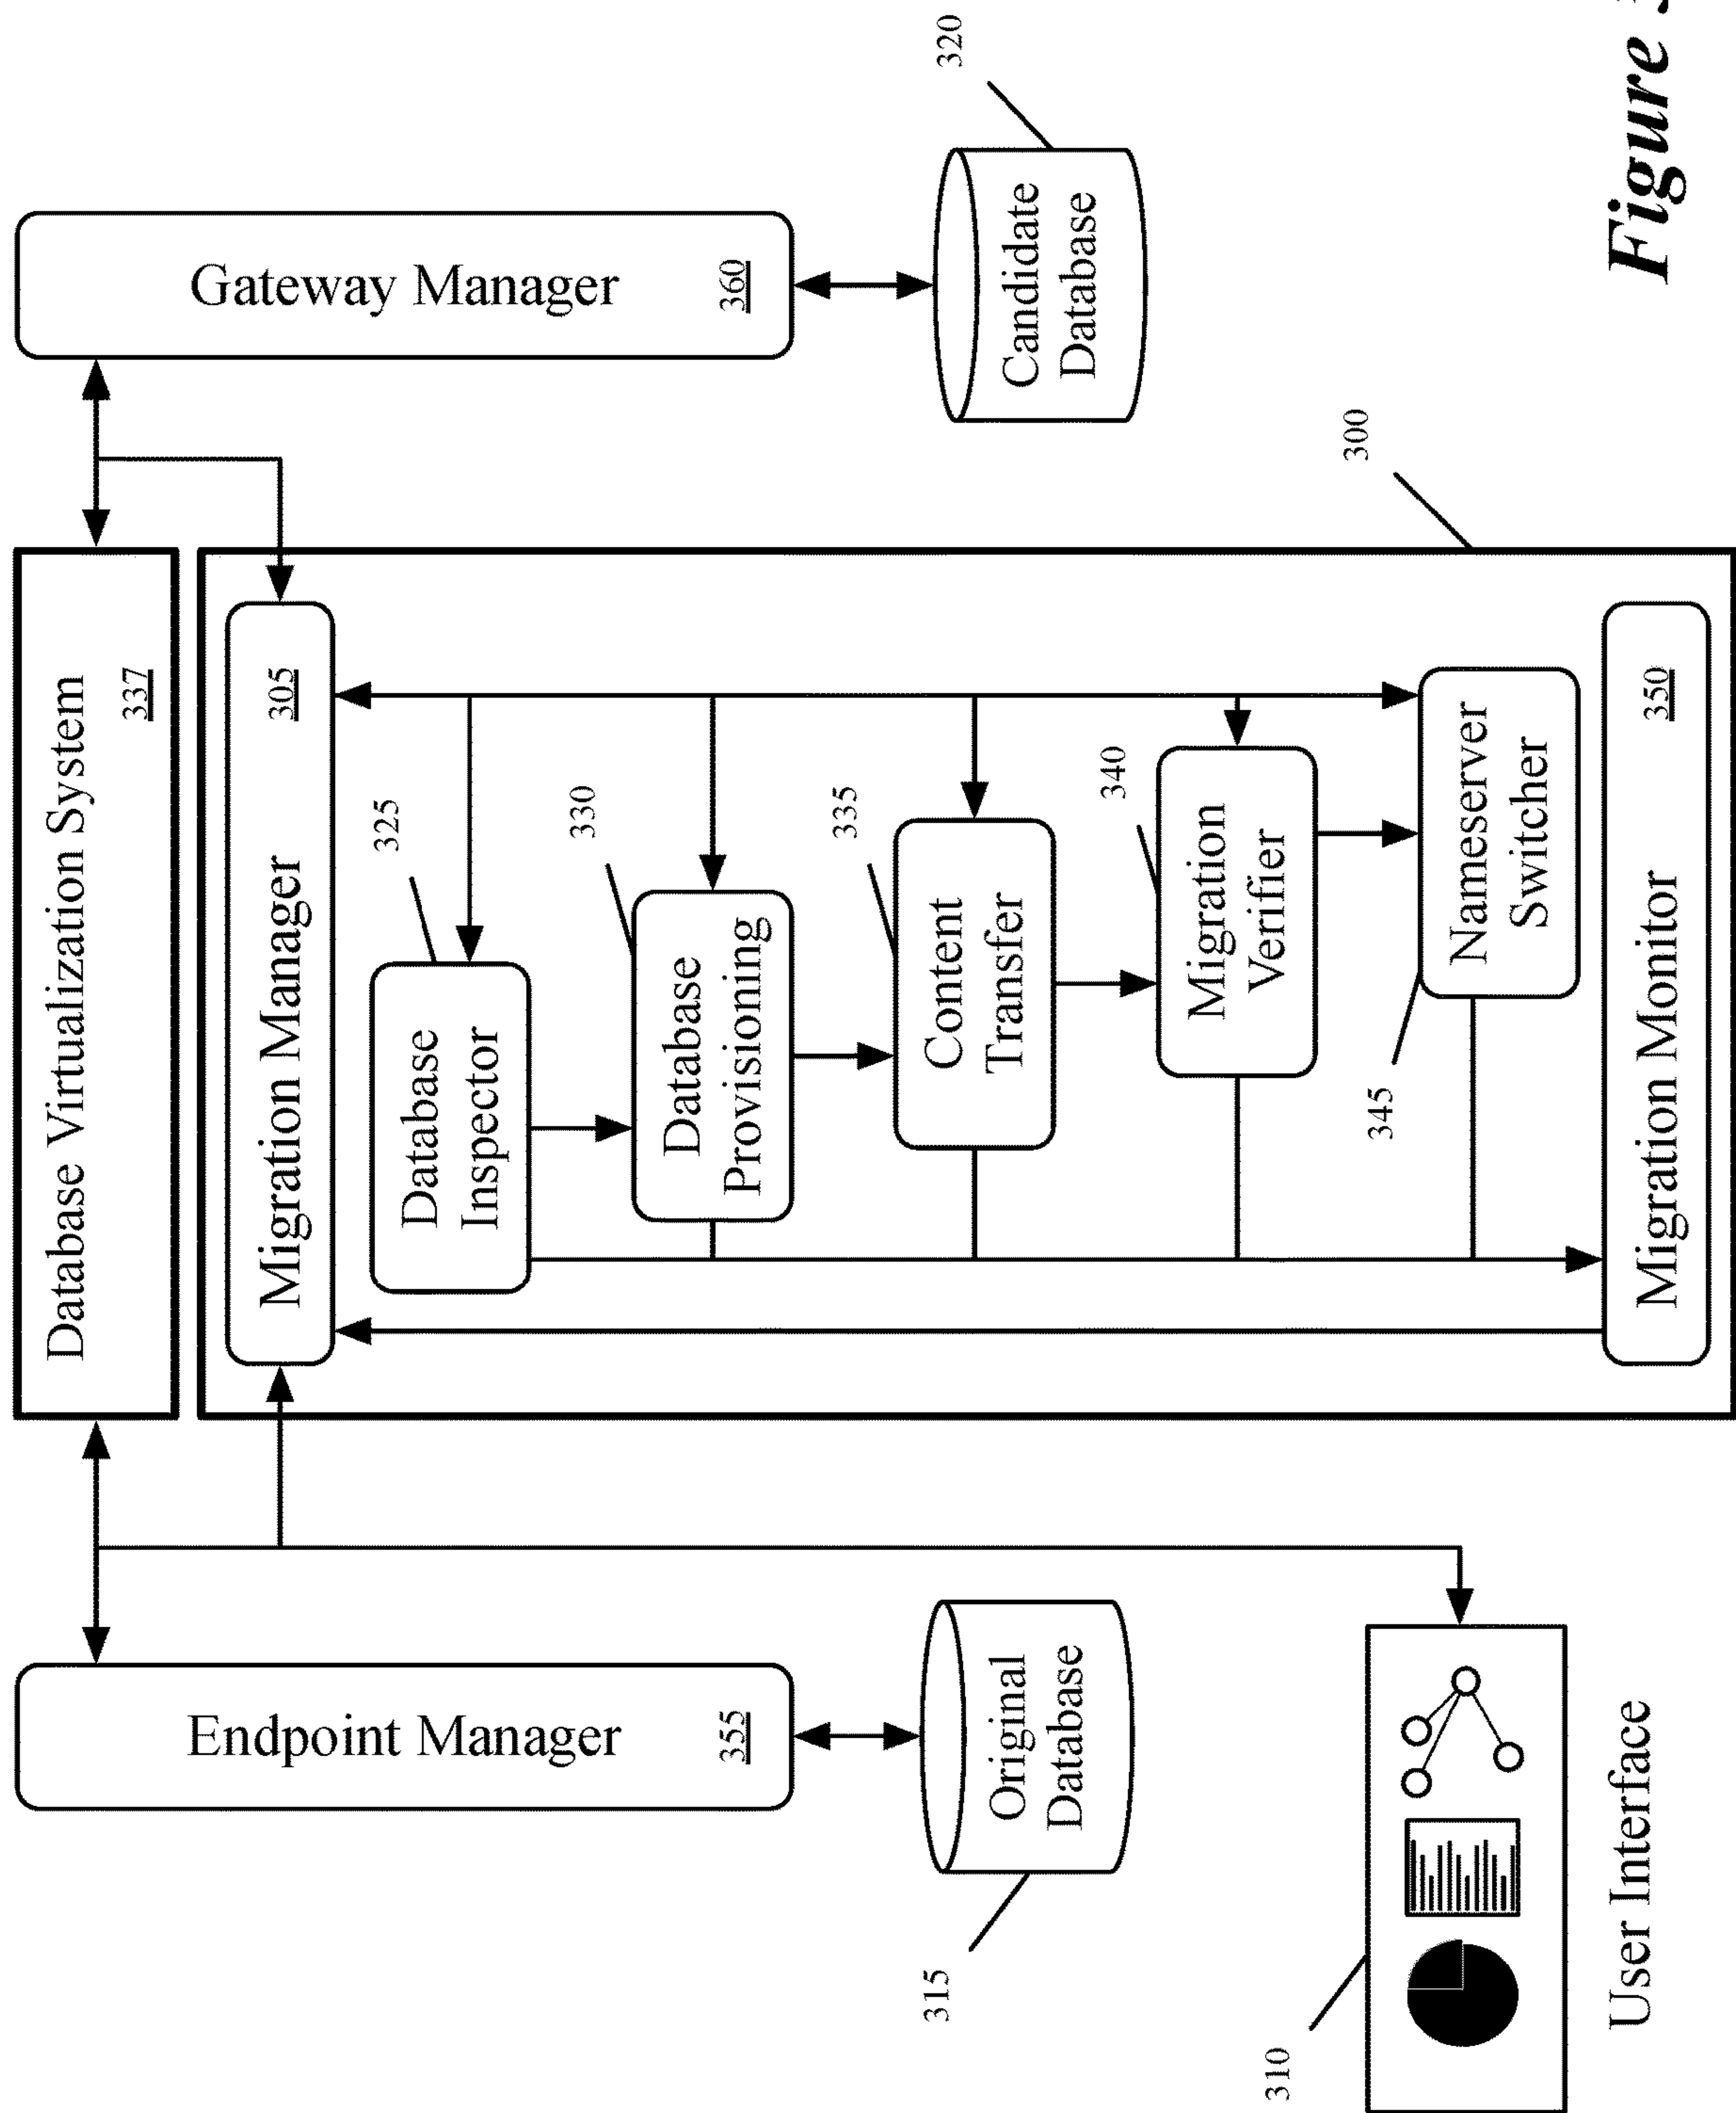 Database Virtualization System
337
Endpoint Manager
355
Gateway Manager
360
Migration Manager
305
Database
Inspector
325
Database
Provisioning
330
Content
Transfer
335
Migration
Verifier
340
Nameserver
Switcher
345
Migration Monitor
350
300
Original
Database
315
Candidate
Database
320
310
User Interface
Figure